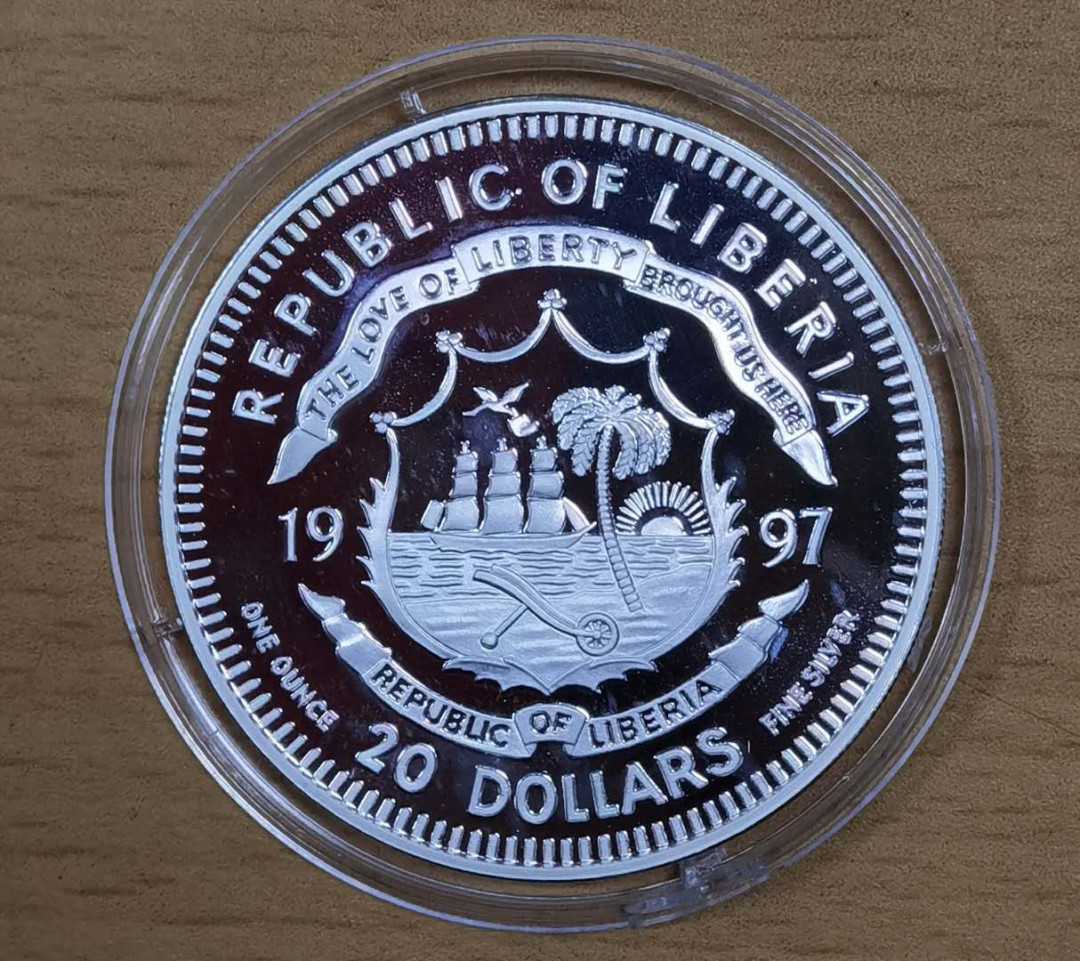 REPUBLIC OF LIBERIA
THE LOVE OF LIBERTY BROUGHT US HERE
19 97
REPUBLIC OF LIBERIA
ONE OUNCE
20 DOLLARS
FINE SILVER